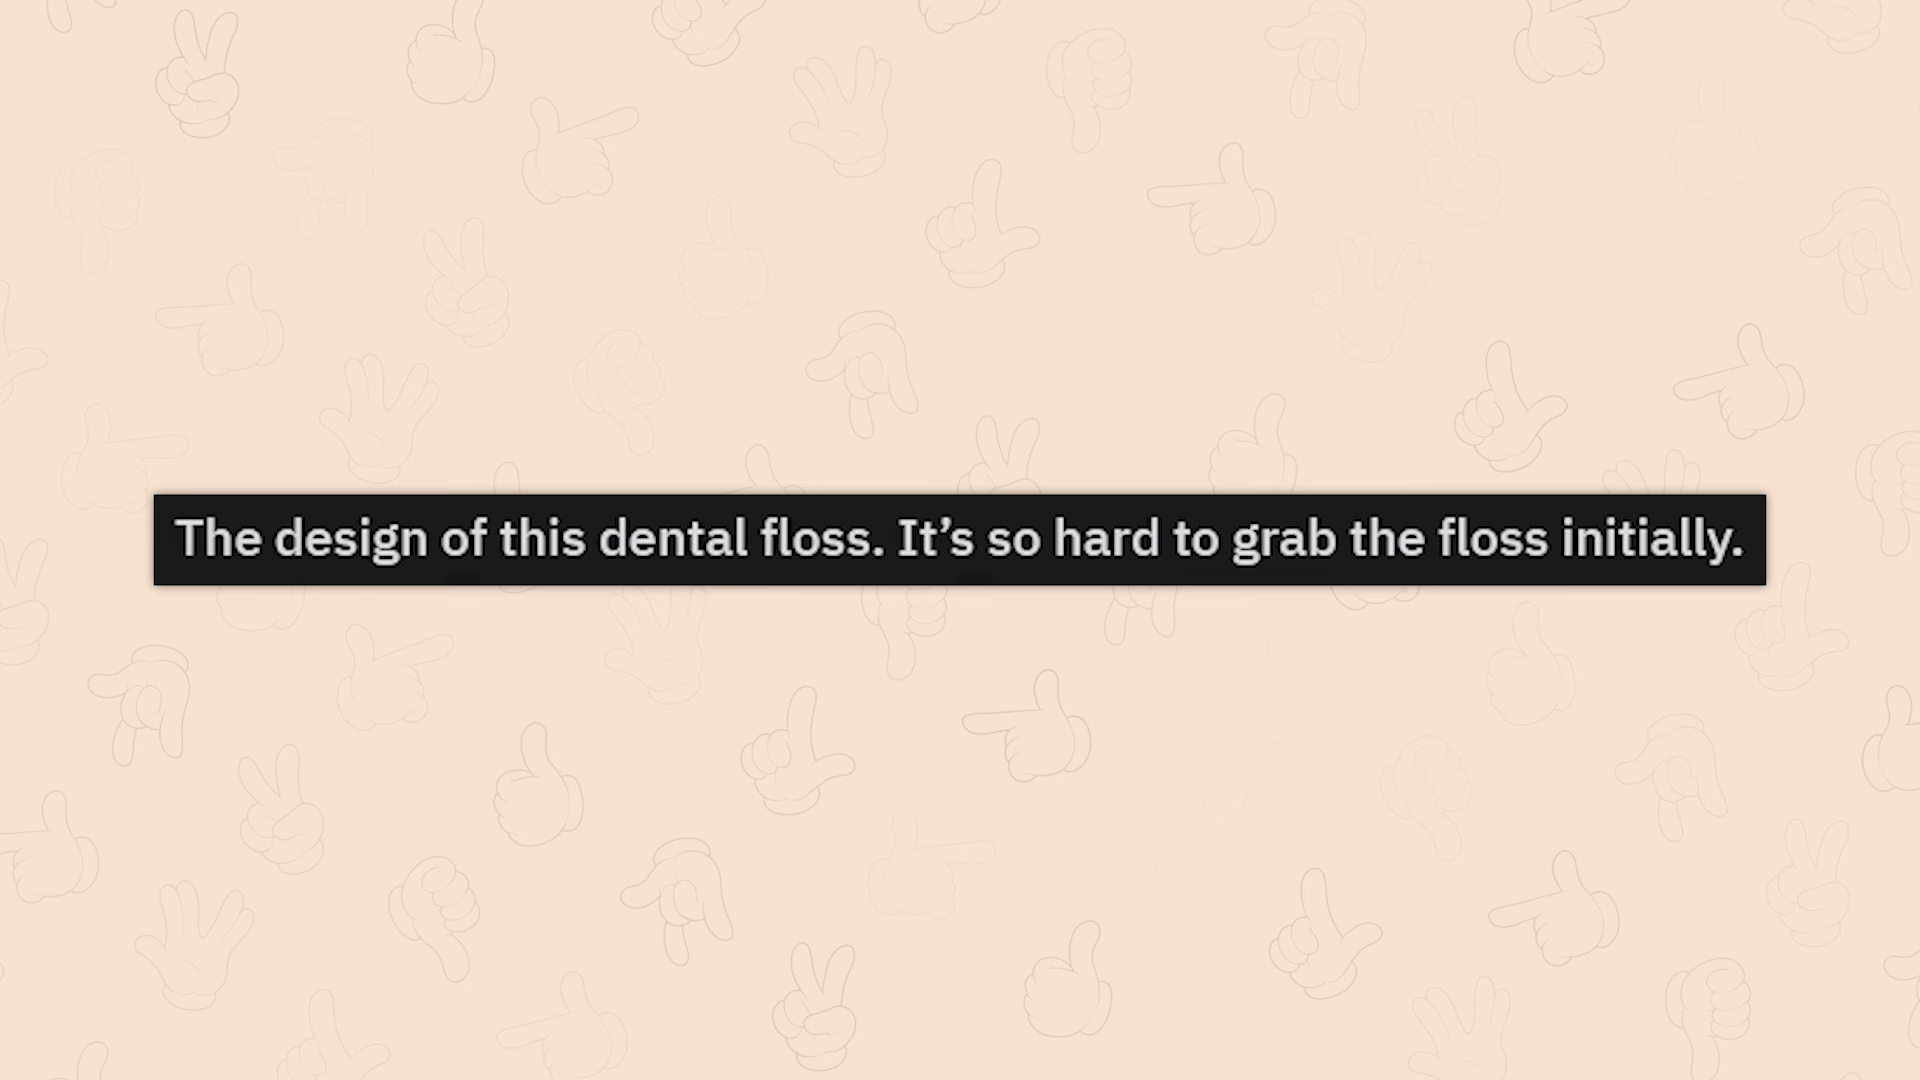 The design of this dental floss. It’s so hard to grab the floss initially.